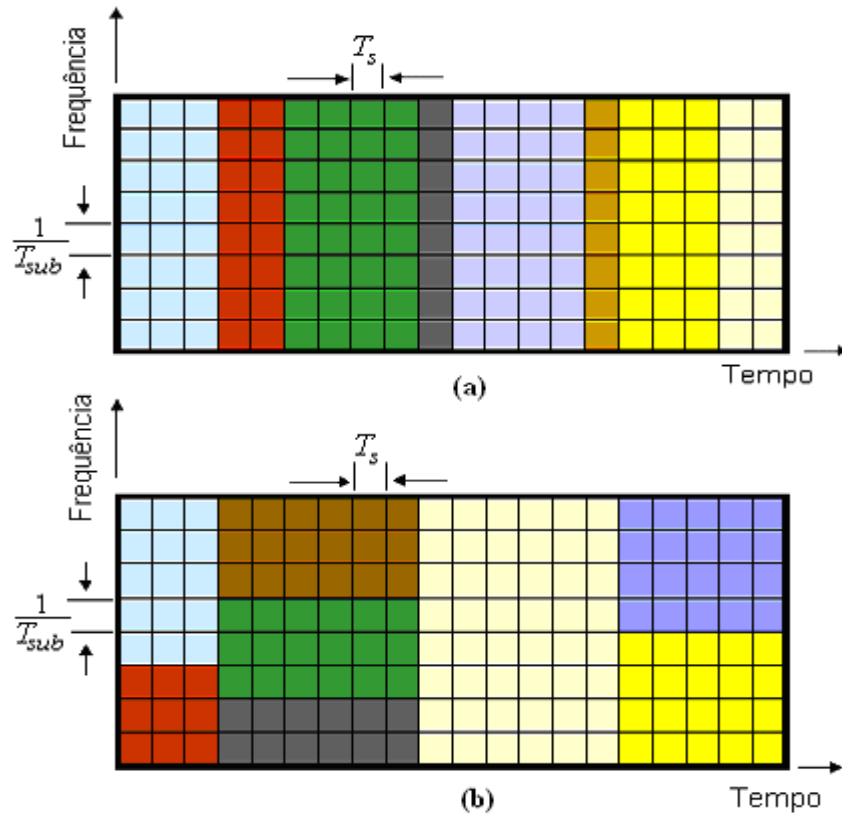 Frequência
T_s
1
T_sub
Tempo
(a)
Frequência
T_s
1
T_sub
Tempo
(b)